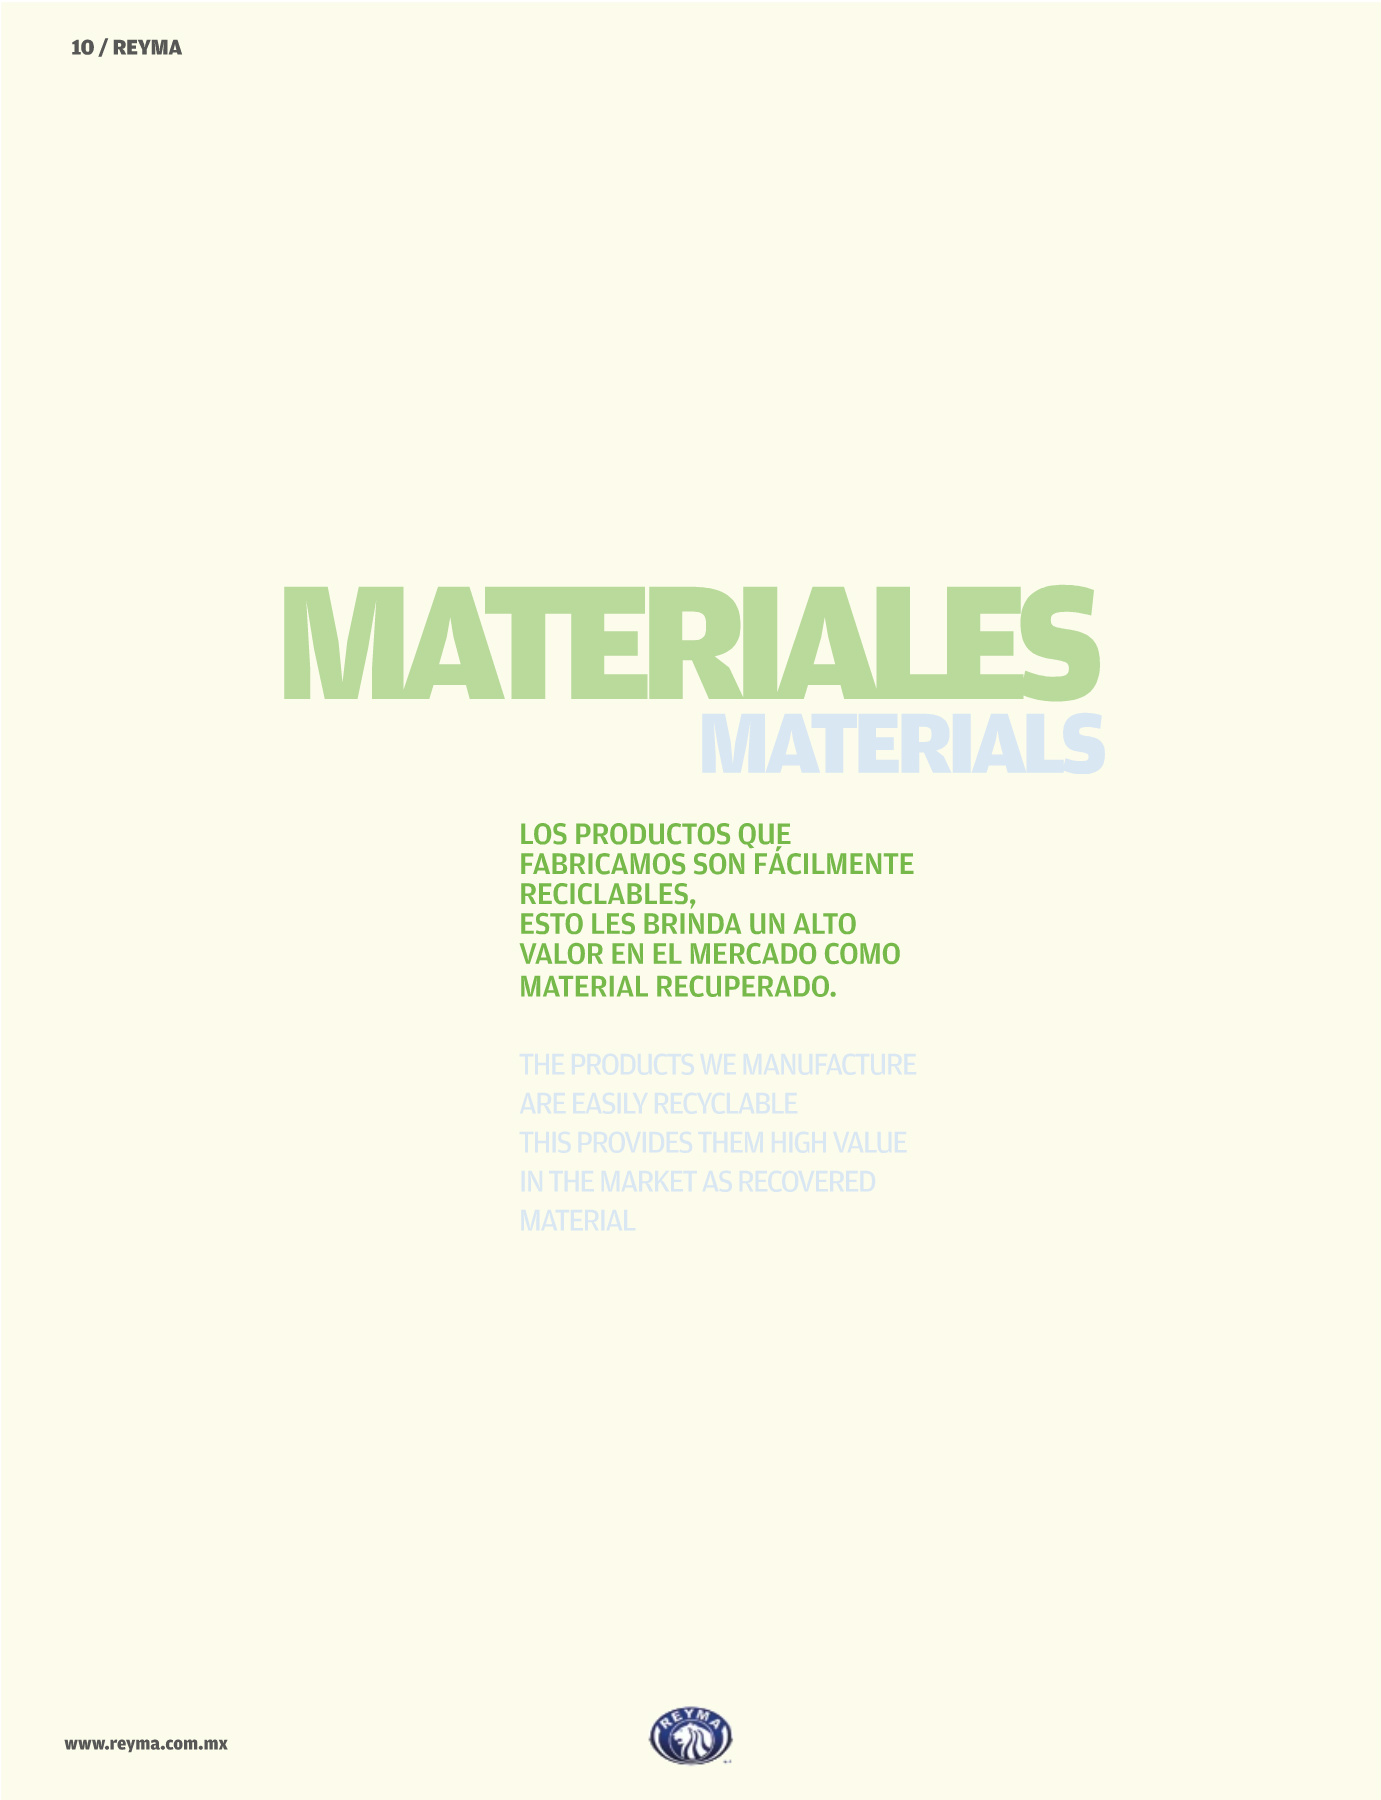 10 / REYMA
MATERIALES
MATERIALS
LOS PRODUCTOS QUE
FABRICAMOS SON FÁCILMENTE
RECICLABLES,
ESTO LES BRINDA UN ALTO
VALOR EN EL MERCADO COMO
MATERIAL RECUPERADO.
THE PRODUCTS WE MANUFACTURE
ARE EASILY RECYCLABLE
THIS PROVIDES THEM HIGH VALUE
IN THE MARKET AS RECOVERED
MATERIAL
www.reyma.com.mx
REYMA